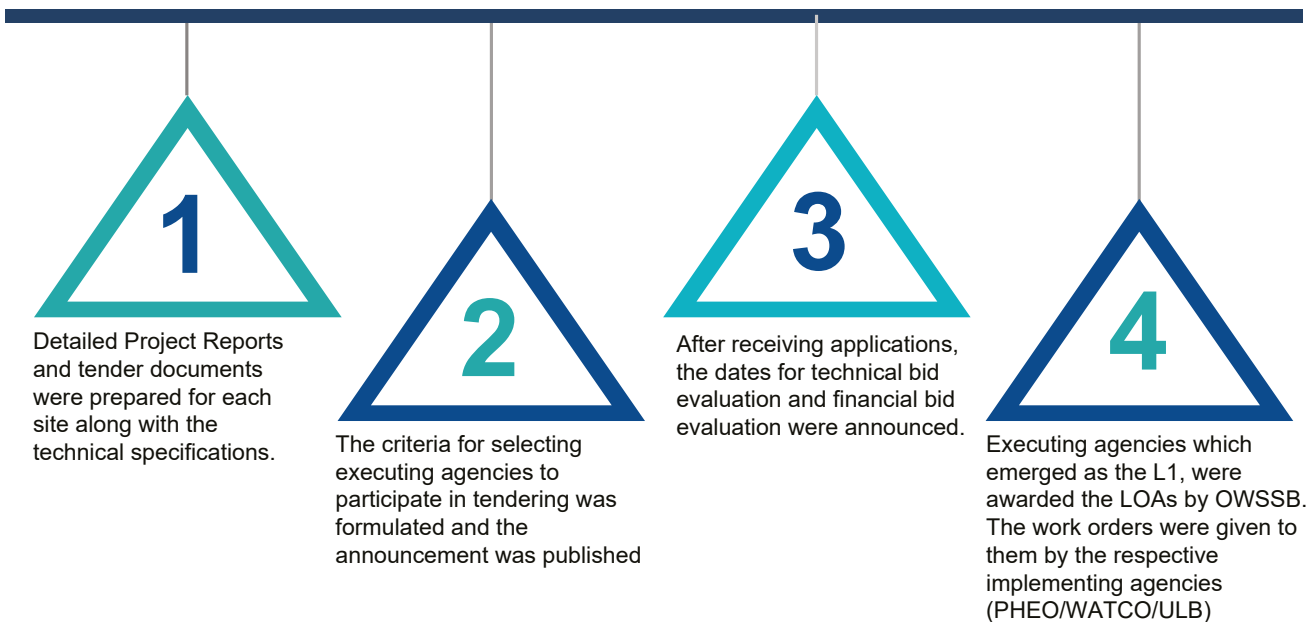 1
Detailed Project Reports
and tender documents
were prepared for each
site along with the
technical specifications.
2
The criteria for selecting
executing agencies to
participate in tendering was
formulated and the
announcement was published
3
After receiving applications,
the dates for technical bid
evaluation and financial bid
evaluation were announced.
4
Executing agencies which
emerged as the L1, were
awarded the LOAs by OWSSB.
The work orders were given to
them by the respective
implementing agencies
(PHEO/WATCO/ULB)